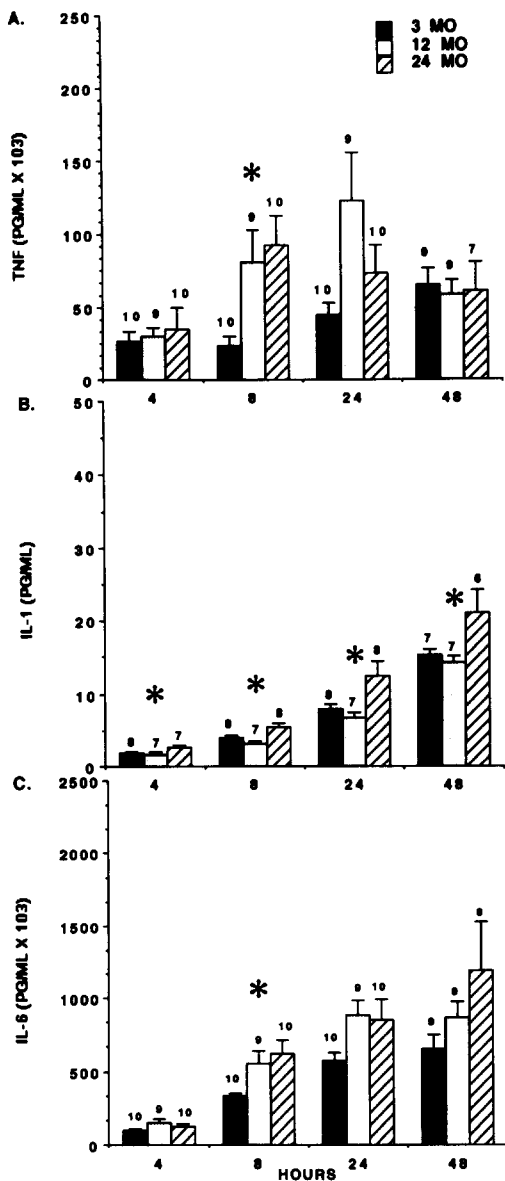 A.
3 MO
12 MO
24 MO
250
200
150
100
50
0
TNF (PG/ML X 103)
10 9 10
10 9 10
10 9 10
9 9 7
*
4 8 24 48
B.
50
40
30
20
10
0
IL-1 (PG/ML)
8 7 7
8 7 8
8 7 8
7 7 6
* * * *
4 8 24 48
C.
2500
2000
1500
1000
500
0
IL-6 (PG/ML X 103)
10 9 10
10 9 10
10 9 10
9 9 8
*
4 8 24 48
HOURS